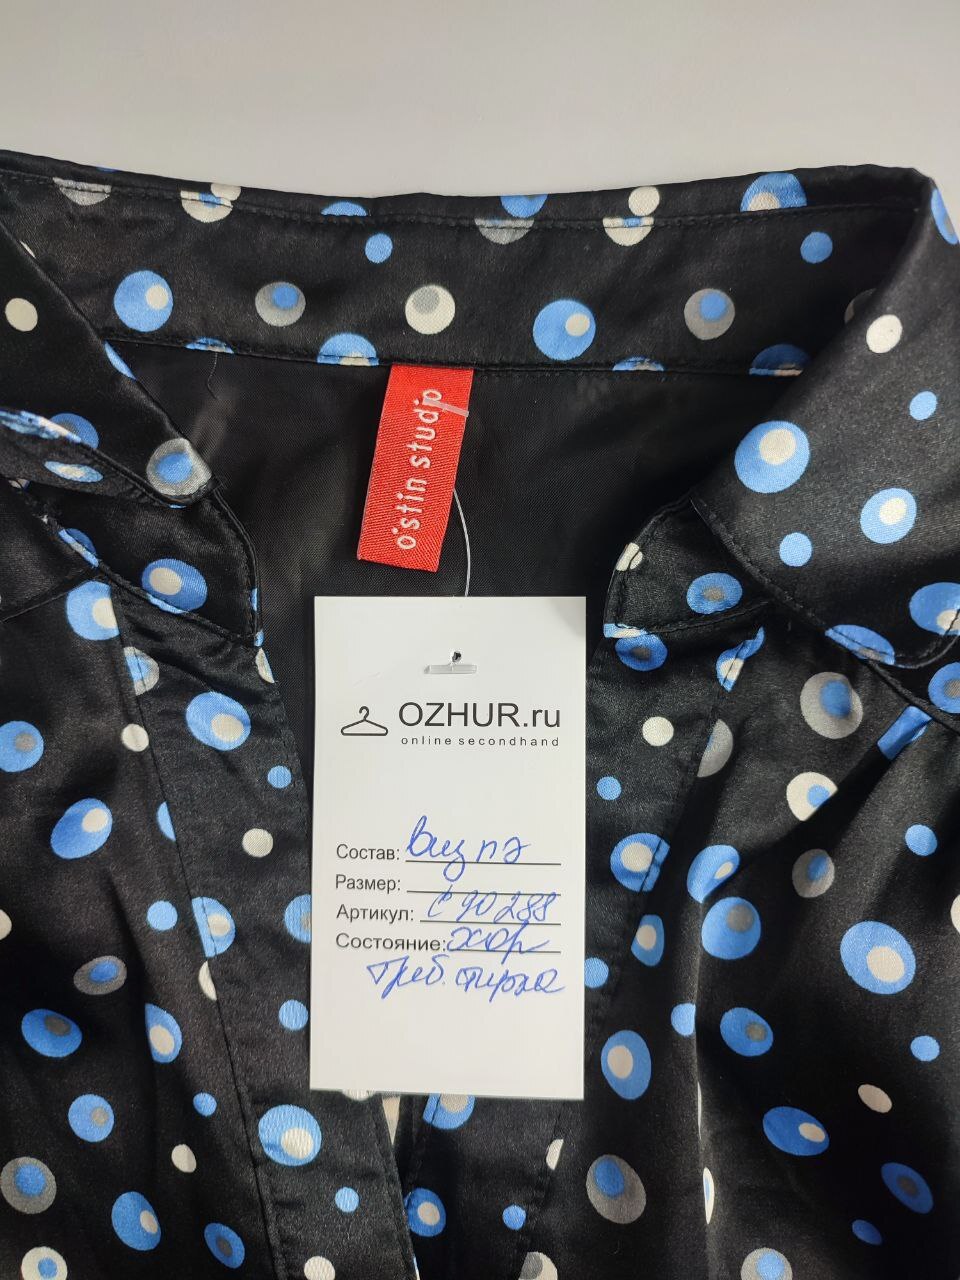 o'stin studio
OZHUR.ru
online secondhand
Состав: виз пэ
Размер:
Артикул: С 90288
Состояние: хор
Треб. стирка